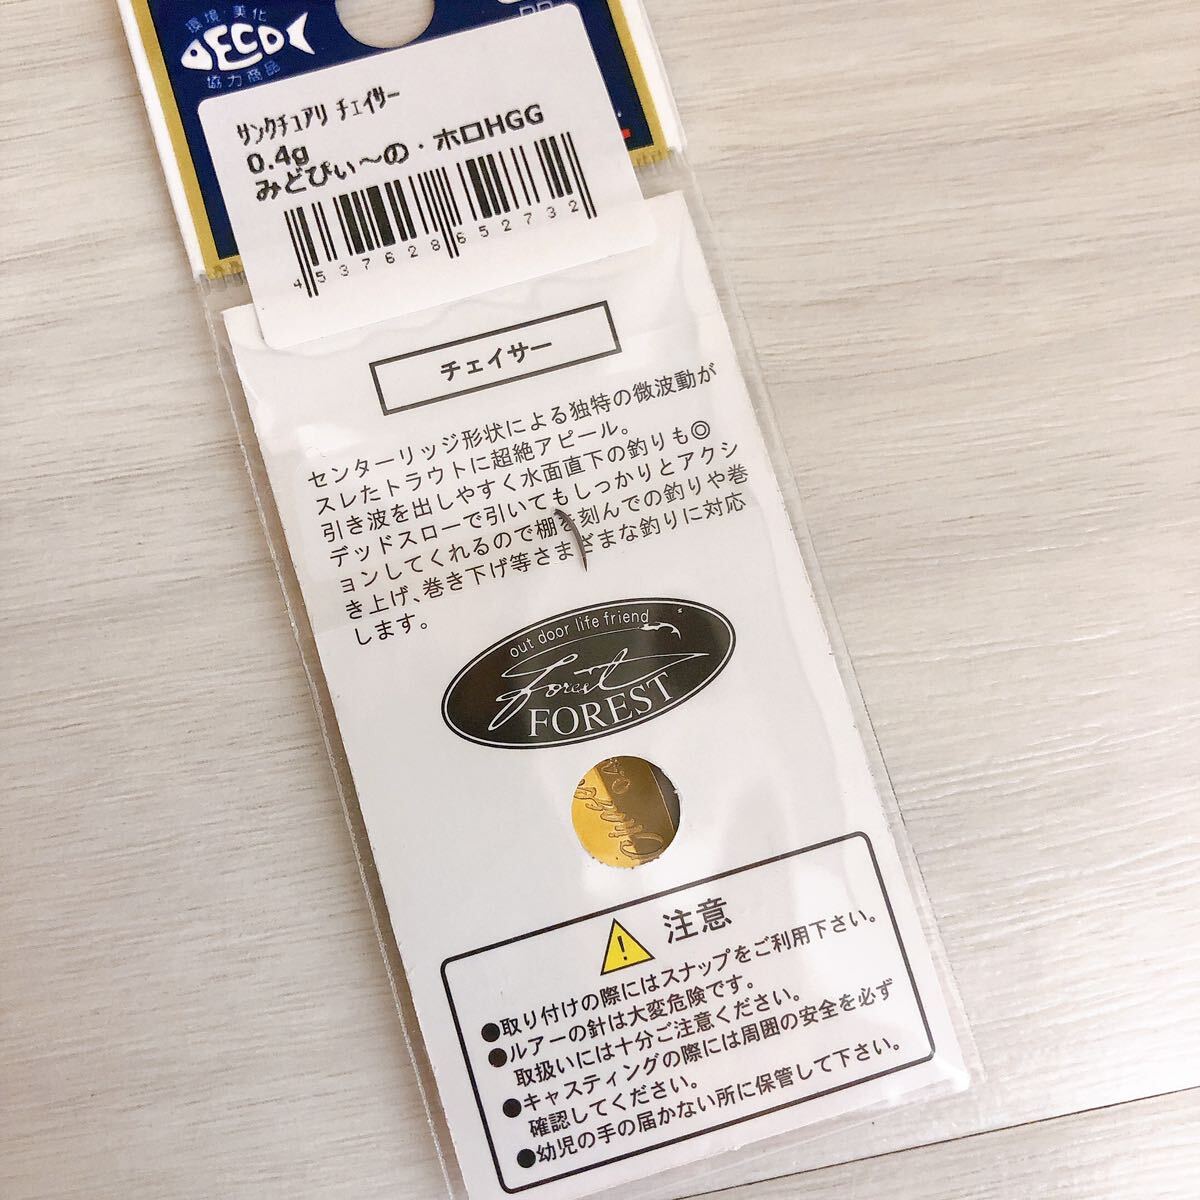 環境・美化
ECO
協力商品
サンクチュアリ チェイサー
0.4g
みどぴぃ〜の・ホロHGG
4537628652732
チェイサー
センターリッジ形状による独特の微波動が
スレたトラウトに超絶アピール。
引き波を出しやすく水面直下の釣りも◎
デッドスローで引いてもしっかりとアクシ
ョンしてくれるので棚を刻んでの釣りや巻
き上げ、巻き下げ等さまざまな釣りに対応
します。
out door life friend's
forest
FOREST
注意
●取り付けの際にはスナップをご利用下さい。
●ルアーの針は大変危険です。
取扱いには十分ご注意ください。
●キャスティングの際には周囲の安全を必ず
確認してください。
●幼児の手の届かない所に保管して下さい。